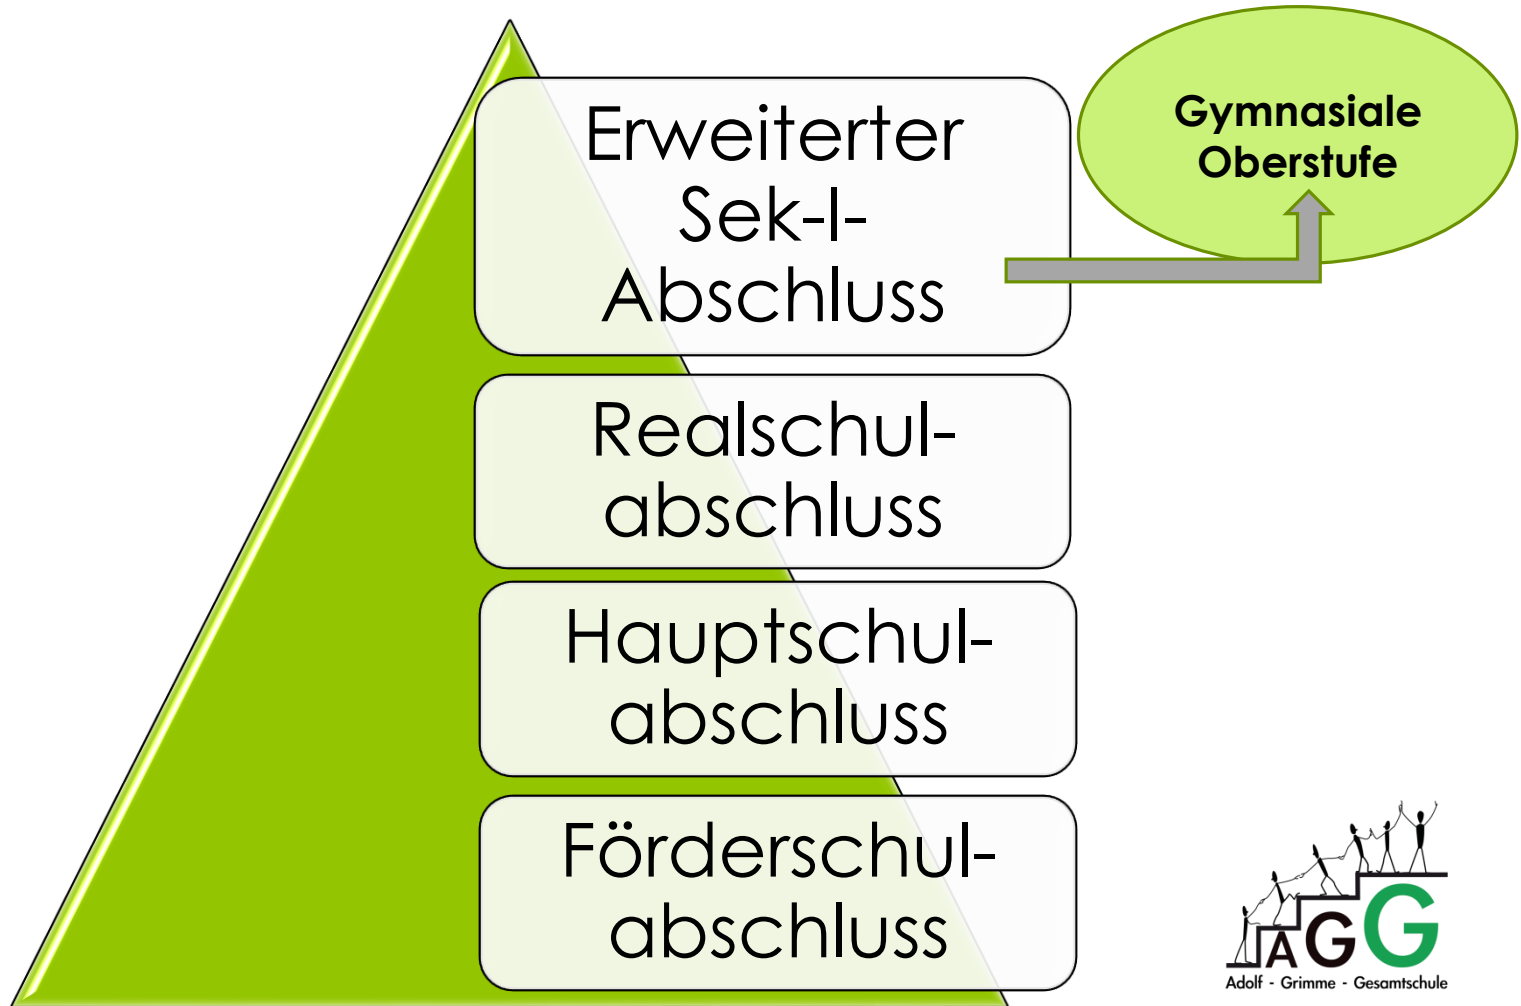 Erweiterter
Sek-I-
Abschluss
Gymnasiale
Oberstufe
Realschul-
abschluss
Hauptschul-
abschluss
Förderschul-
abschluss
AGG
Adolf - Grimme - Gesamtschule